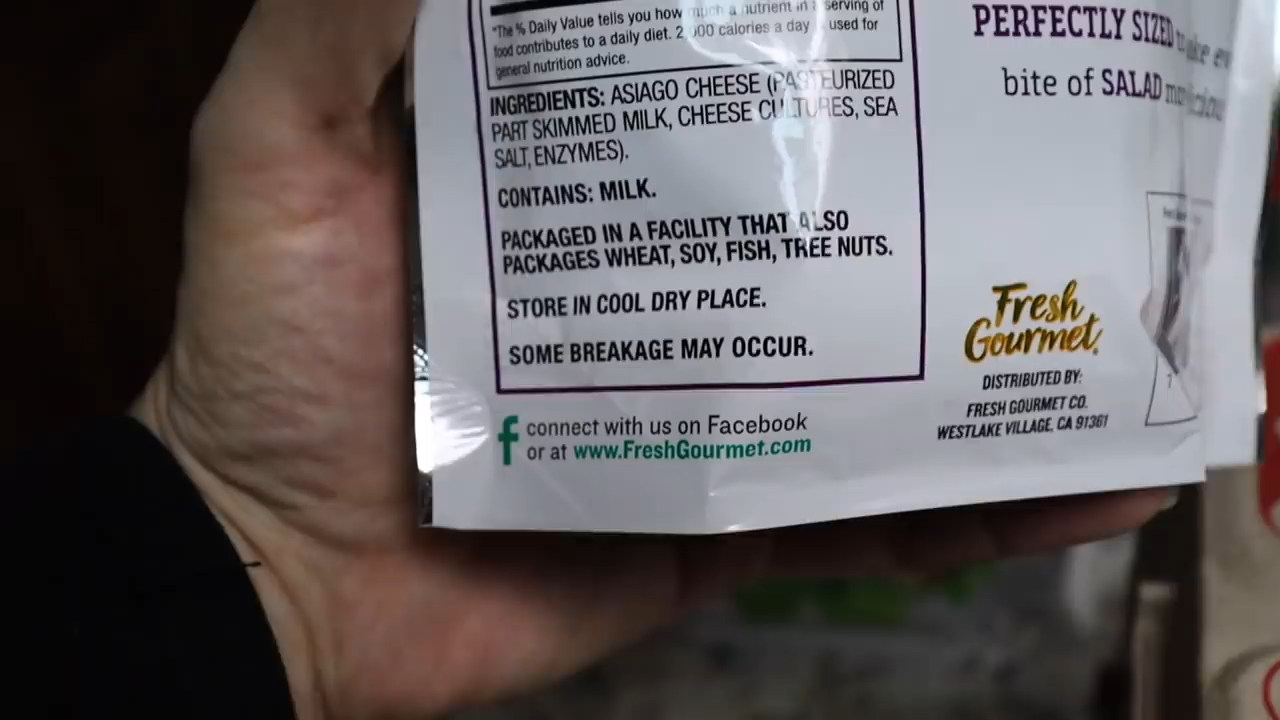 *The % Daily Value tells you how much a nutrient in a serving of
food contributes to a daily diet. 2,000 calories a day used for
general nutrition advice.
INGREDIENTS: ASIAGO CHEESE (PASTEURIZED
PART SKIMMED MILK, CHEESE CULTURES, SEA
SALT, ENZYMES).
CONTAINS: MILK.
PACKAGED IN A FACILITY THAT ALSO
PACKAGES WHEAT, SOY, FISH, TREE NUTS.
STORE IN COOL DRY PLACE.
SOME BREAKAGE MAY OCCUR.
f connect with us on Facebook
or at www.FreshGourmet.com
PERFECTLY SIZED
bite of SALAD
Fresh
Gourmet®
DISTRIBUTED BY:
FRESH GOURMET CO.
WESTLAKE VILLAGE, CA 91361